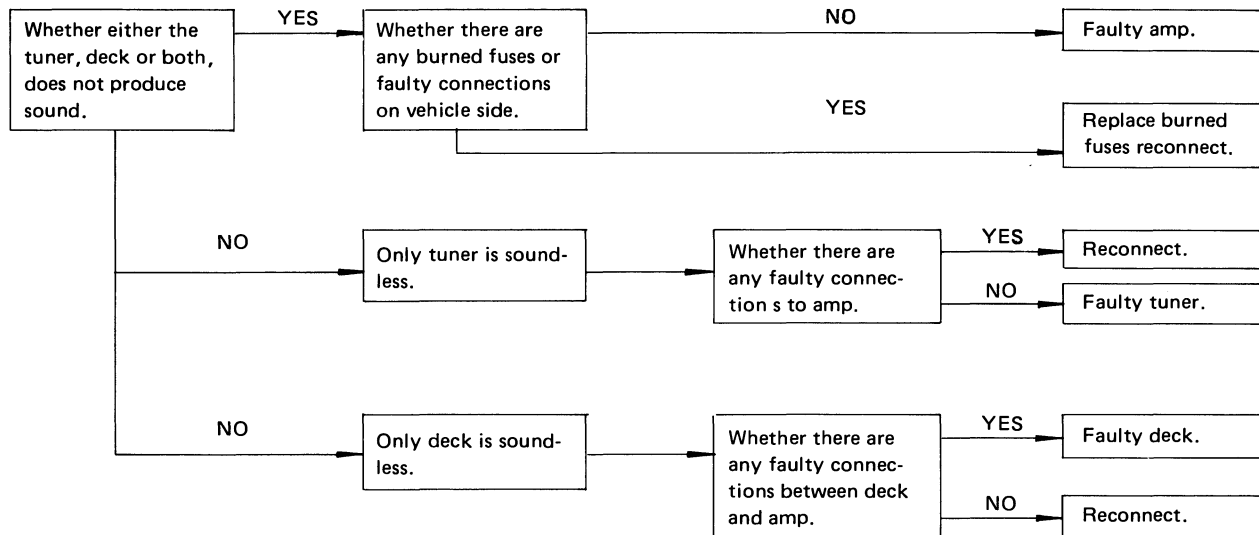 Whether either the
tuner, deck or both,
does not produce
sound.
YES
Whether there are
any burned fuses or
faulty connections
on vehicle side.
NO
Faulty amp.
YES
Replace burned
fuses reconnect.
NO
Only tuner is sound-
less.
Whether there are
any faulty connec-
tion s to amp.
YES
Reconnect.
NO
Faulty tuner.
NO
Only deck is sound-
less.
Whether there are
any faulty connec-
tions between deck
and amp.
YES
Faulty deck.
NO
Reconnect.